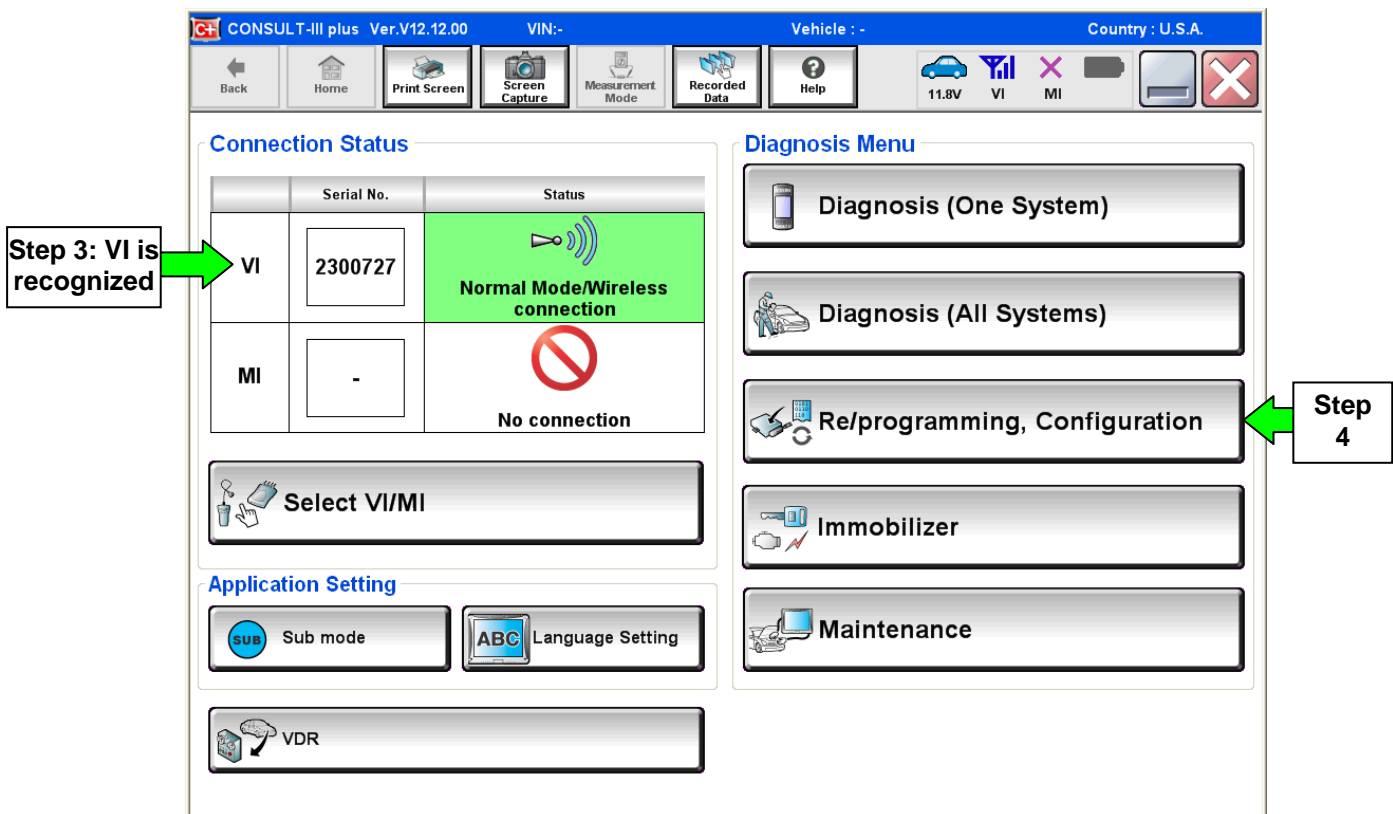 C+ CONSULT-III plus Ver.V12.12.00 VIN:- Vehicle : - Country : U.S.A.
Back
Home
Print Screen
Screen
Capture
Measurement
Mode
Recorded
Data
Help
11.8V
VI
MI
Connection Status
Serial No. Status
Step 3: VI is
recognized
VI
2300727
Normal Mode/Wireless
connection
MI
-
No connection
Select VI/MI
Application Setting
SUB Sub mode
ABC Language Setting
VDR
Diagnosis Menu
Diagnosis (One System)
Diagnosis (All Systems)
Re/programming, Configuration
Step
4
Immobilizer
Maintenance